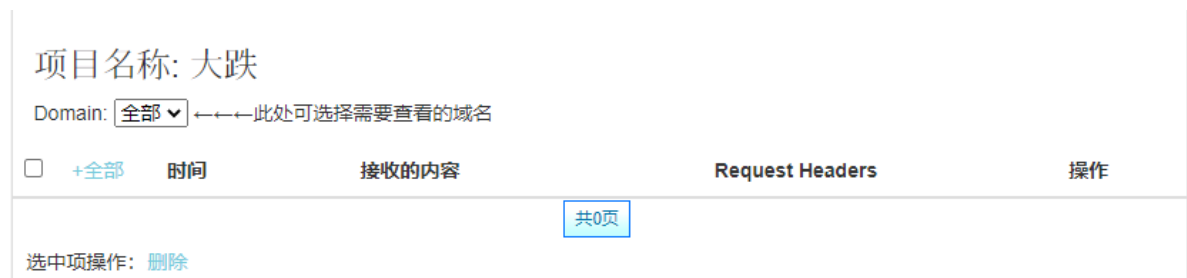 项目名称: 大跌
Domain: 全部 ←←←此处可选择需要查看的域名
+全部 时间 接收的内容 Request Headers 操作
共0页
选中项操作：删除